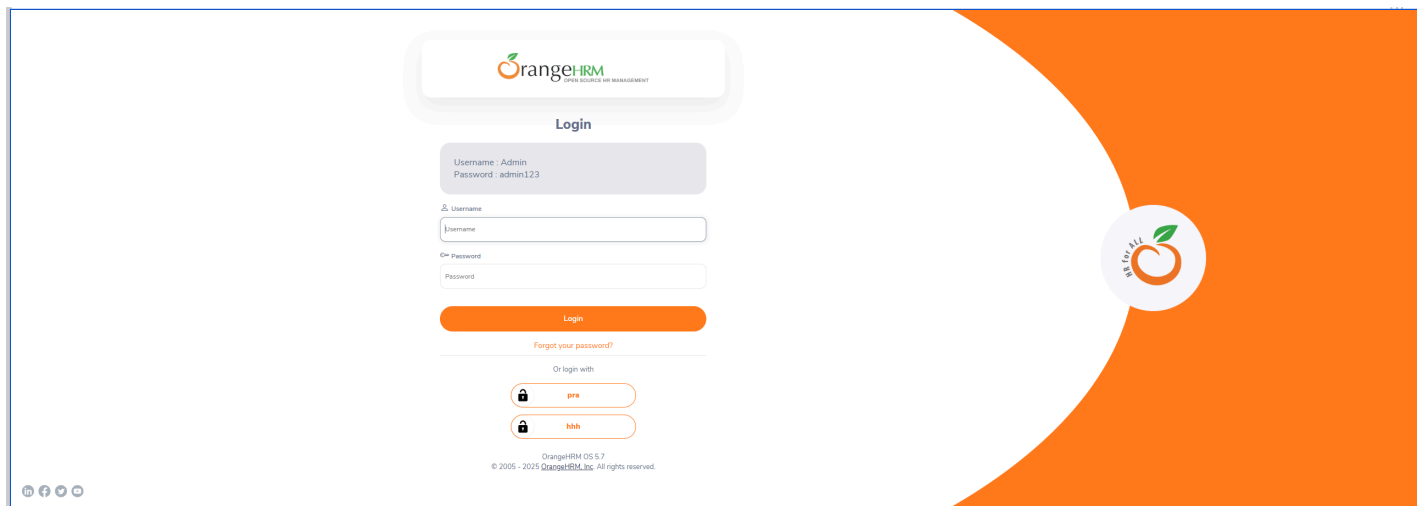 OrangeHRM
OPEN SOURCE HR MANAGEMENT
Login
Username : Admin
Password : admin123
Username
Username
Password
Password
Login
Forgot your password?
Or login with
pra
hhh
OrangeHRM OS 5.7
© 2005 - 2025 OrangeHRM, Inc. All rights reserved.
HR for ALL